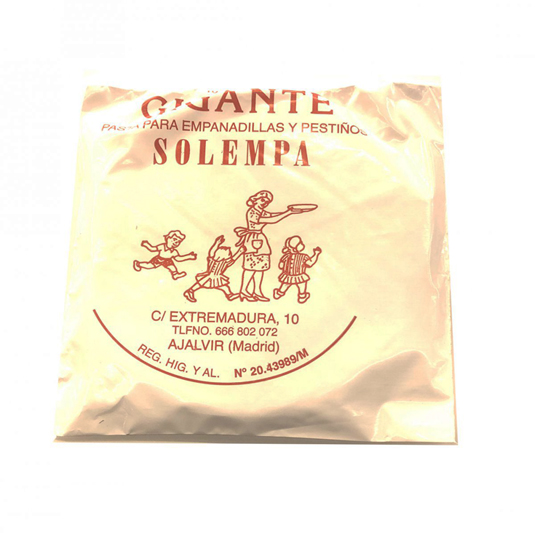 GIGANTE
PASTA PARA EMPANADILLAS Y PESTIÑOS
SOLEMPA
C/ EXTREMADURA, 10
TLFNO. 666 802 072
AJALVIR (Madrid)
REG. HIG. Y AL. Nº 20.43989/M